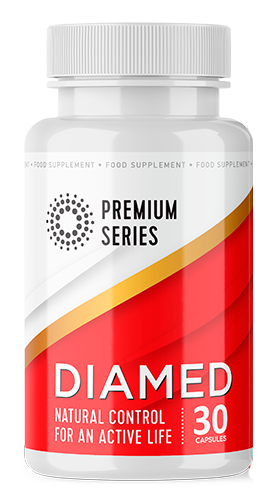 • FOOD SUPPLEMENT • FOOD SUPPLEMENT • FOOD SUPPLEMENT •
PREMIUM
SERIES
DIAMED
NATURAL CONTROL
FOR AN ACTIVE LIFE
30
CAPSULES